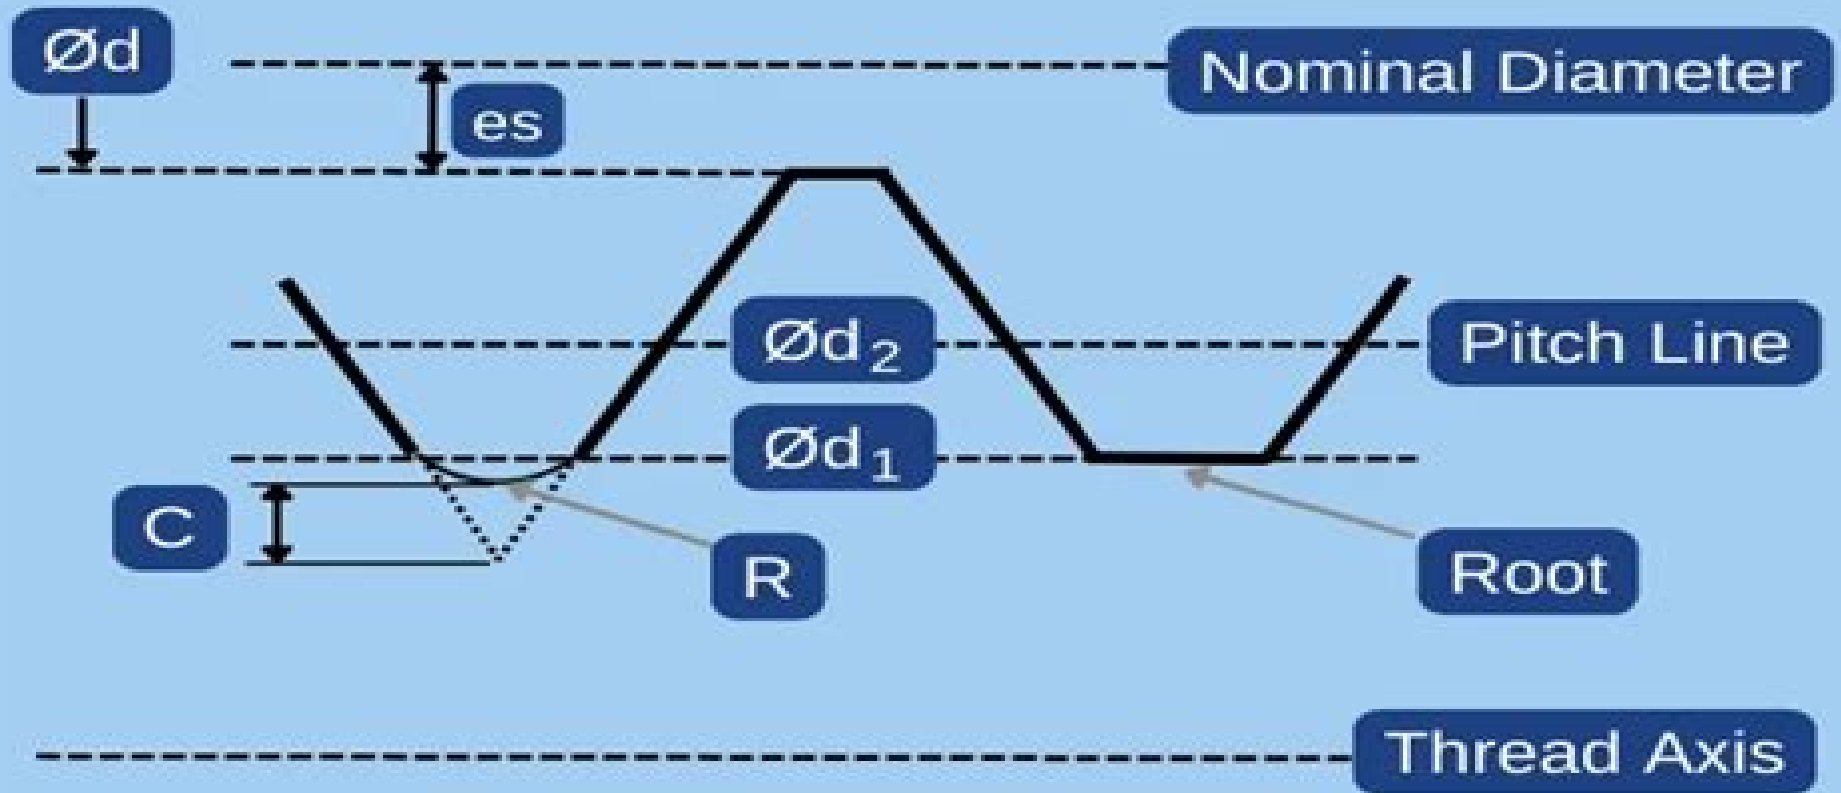 Ød
Nominal Diameter
es
Ød₂
Pitch Line
Ød₁
C
R
Root
Thread Axis